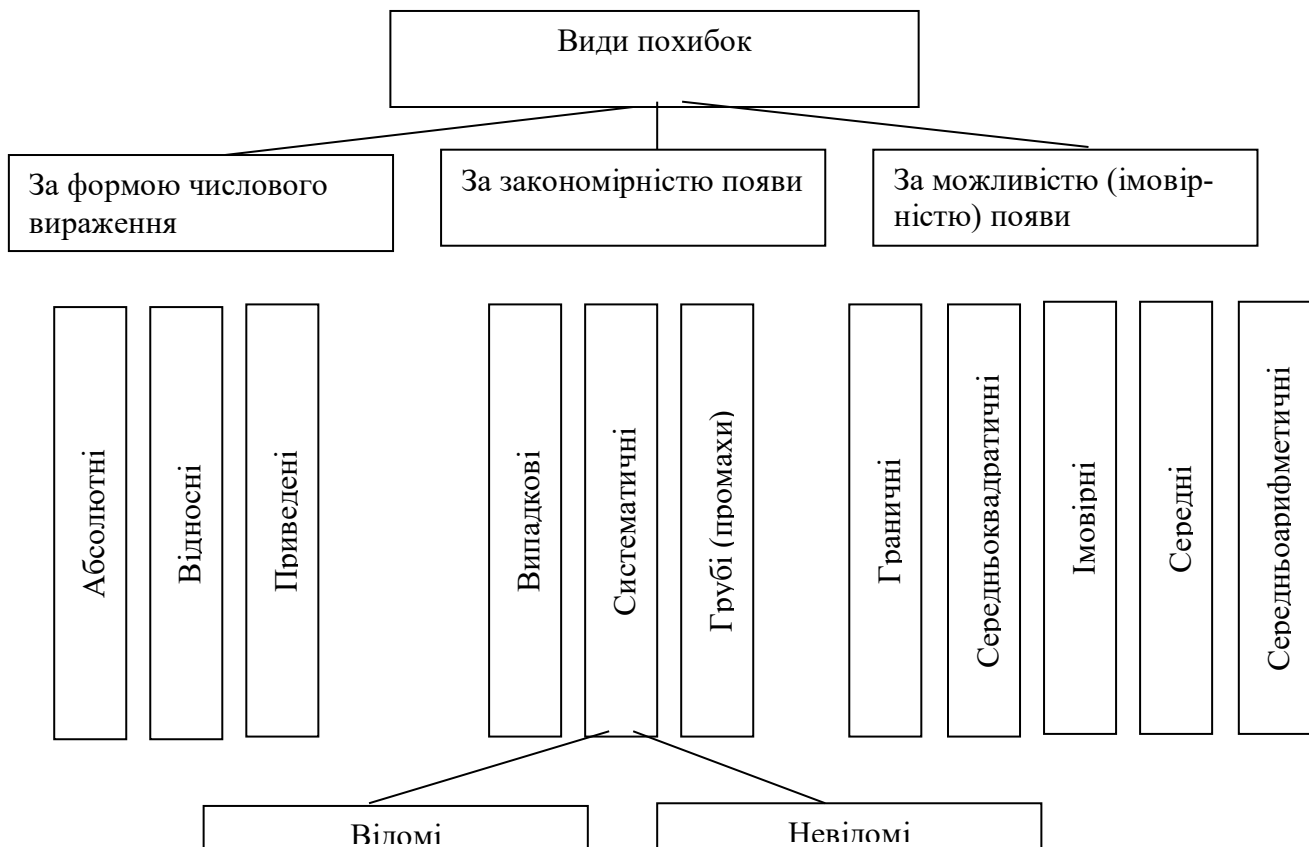 Види похибок
За формою числового
вираження
За закономірністю появи
За можливістю (імовір-
ністю) появи
Абсолютні
Відносні
Приведені
Випадкові
Систематичні
Грубі (промахи)
Граничні
Середньоквадратичні
Імовірні
Середні
Середньоарифметичні
Відомі
Невідомі